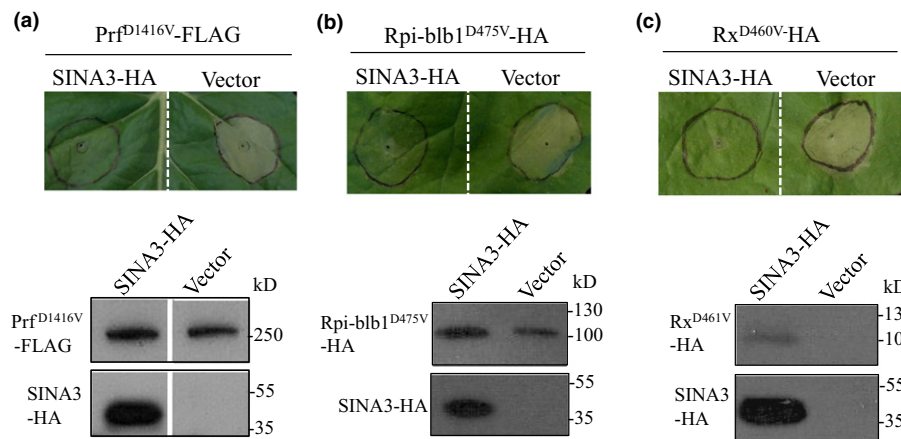 (a)
Prf^D1416V-FLAG
SINA3-HA Vector
SINA3-HA
Vector
kD
Prf^D1416V
-FLAG
-250
SINA3
-HA
-55
-35
(b)
Rpi-blb1^D475V-HA
SINA3-HA Vector
SINA3-HA
Vector
kD
-130
Rpi-blb1^D475V
-HA
-100
-55
SINA3-HA
-35
(c)
Rx^D460V-HA
SINA3-HA Vector
SINA3-HA
Vector
kD
Rx^D461V
-HA
-55
SINA3
-HA
-35